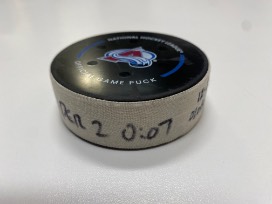 NATIONAL HOCKEY LEAGUE
GAME PUCK
PER 2 0:07